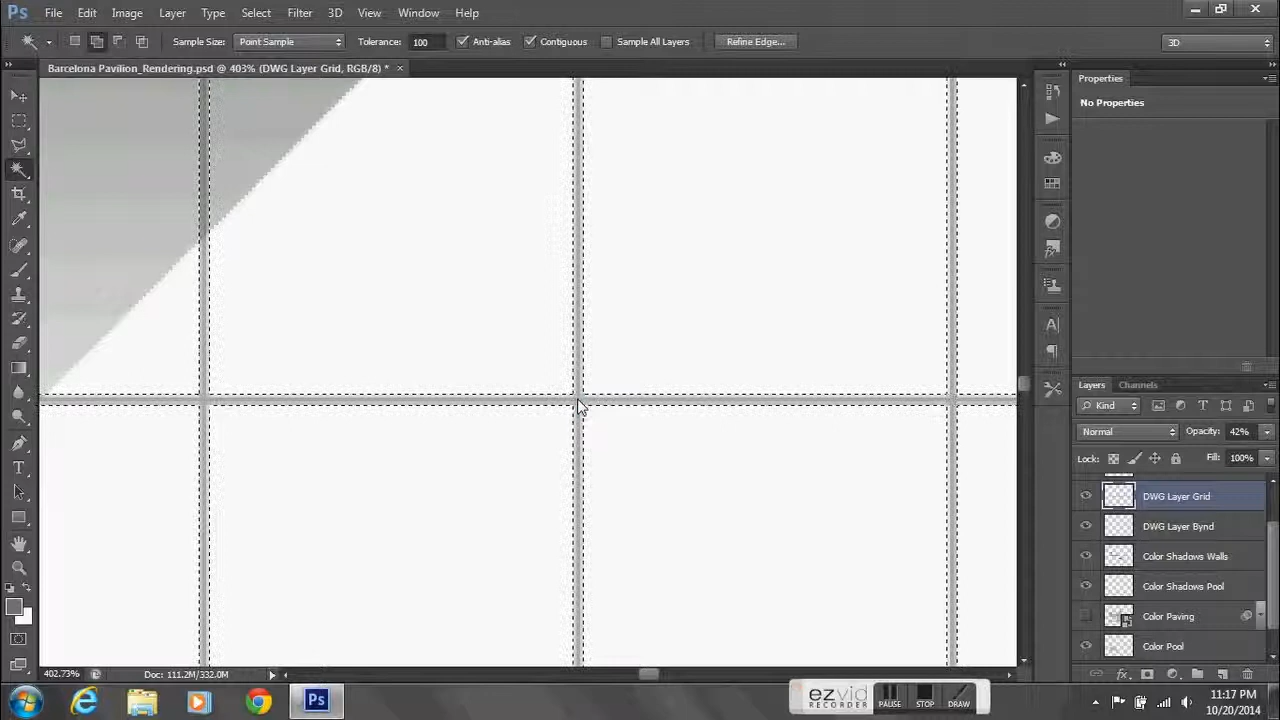 Ps File Edit Image Layer Type Select Filter 3D View Window Help
Sample Size: Point Sample Tolerance: 100 Anti-alias Contiguous Sample All Layers Refine Edge... 3D
Barcelona Pavilion_Rendering.psd @ 403% (DWG Layer Grid, RGB/8) * ×
Properties
No Properties
Layers Channels
Kind
Normal Opacity: 42%
Lock: Fill: 100%
DWG Layer Grid
DWG Layer Bynd
Color Shadows Walls
Color Shadows Pool
Color Paving
Color Pool
402.73% Doc: 111.2M/332.0M
Ps
ezvid
RECORDER
PAUSE STOP DRAW
11:17 PM
10/20/2014